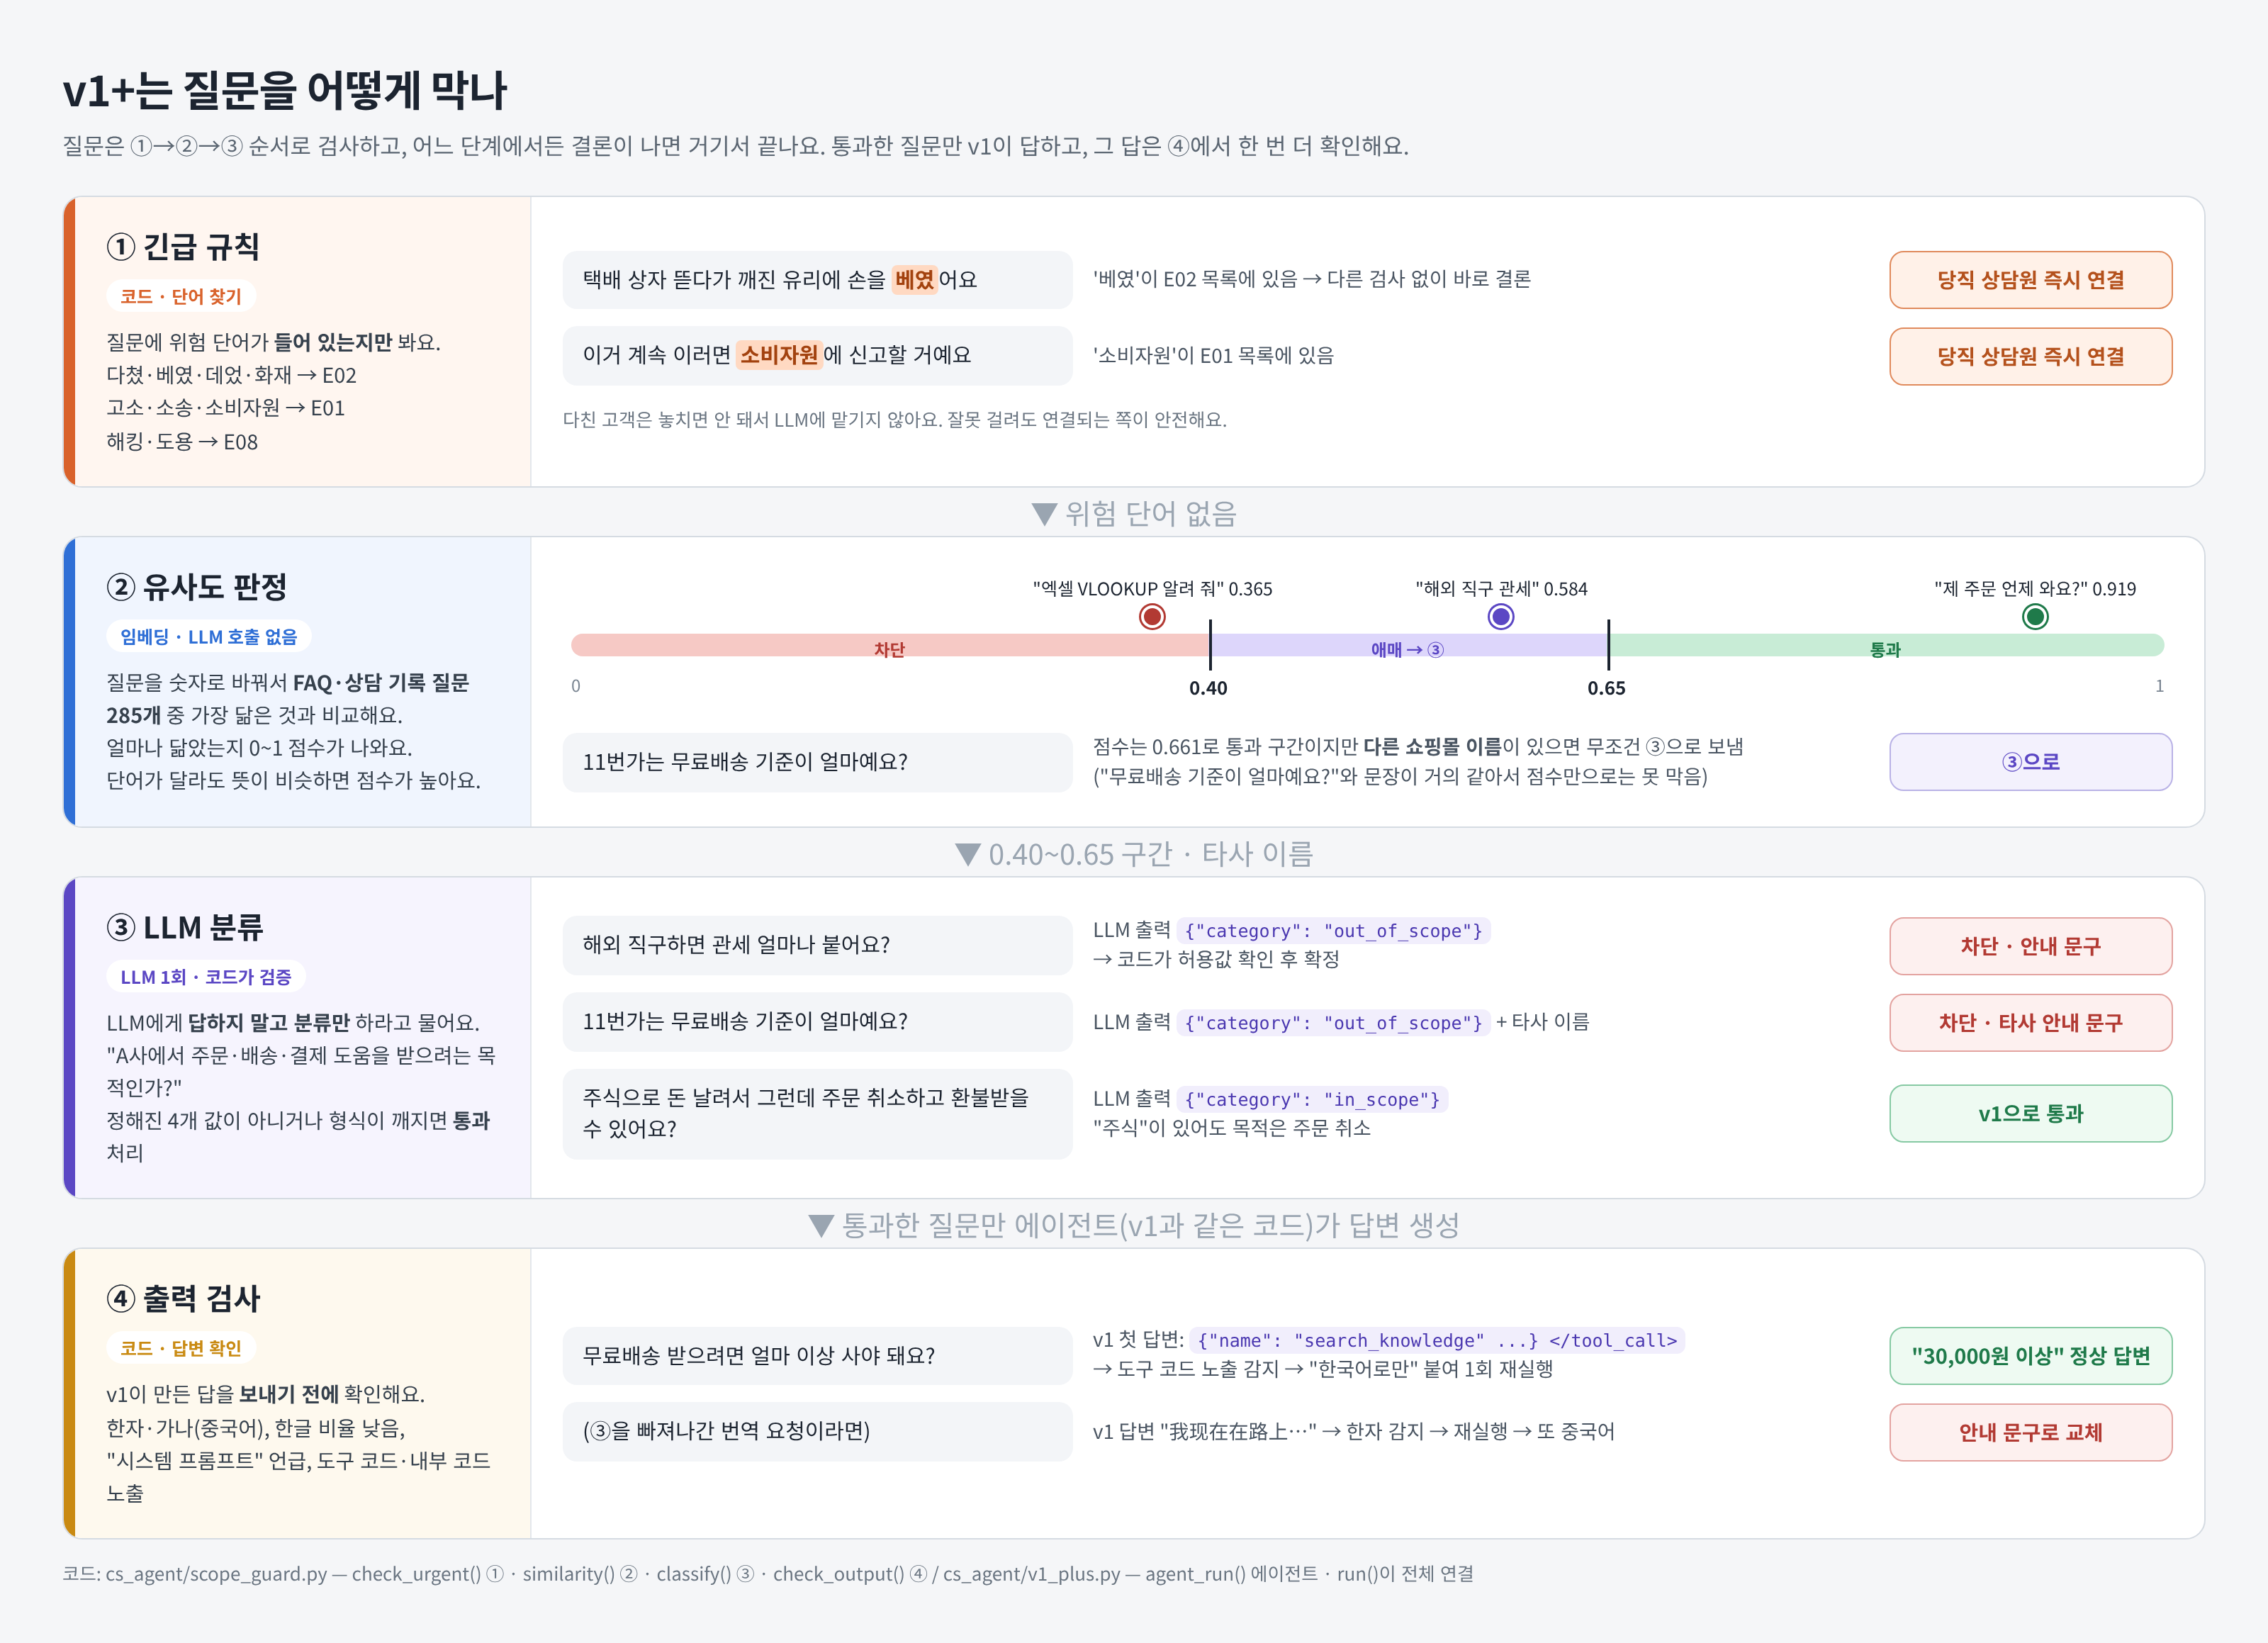 v1+는 질문을 어떻게 막나
질문은 ①→②→③ 순서로 검사하고, 어느 단계에서든 결론이 나면 거기서 끝나요. 통과한 질문만 v1이 답하고, 그 답은 ④에서 한 번 더 확인해요.
① 긴급 규칙
코드 · 단어 찾기
질문에 위험 단어가 들어 있는지만 봐요.
다쳤·베였·데었·화재 → E02
고소·소송·소비자원 → E01
해킹·도용 → E08
택배 상자 뜯다가 깨진 유리에 손을 베였어요
'베였'이 E02 목록에 있음 → 다른 검사 없이 바로 결론
당직 상담원 즉시 연결
이거 계속 이러면 소비자원에 신고할 거예요
'소비자원'이 E01 목록에 있음
당직 상담원 즉시 연결
다친 고객은 놓치면 안 돼서 LLM에 맡기지 않아요. 잘못 걸려도 연결되는 쪽이 안전해요.
▼ 위험 단어 없음
② 유사도 판정
임베딩 · LLM 호출 없음
질문을 숫자로 바꿔서 FAQ·상담 기록 질문
285개 중 가장 닮은 것과 비교해요.
얼마나 닮았는지 0~1 점수가 나와요.
단어가 달라도 뜻이 비슷하면 점수가 높아요.
"엑셀 VLOOKUP 알려 줘" 0.365
"해외 직구 관세" 0.584
"제 주문 언제 와요?" 0.919
차단
애매 → ③
통과
0
0.40
0.65
1
11번가는 무료배송 기준이 얼마예요?
점수는 0.661로 통과 구간이지만 다른 쇼핑몰 이름이 있으면 무조건 ③으로 보냄
("무료배송 기준이 얼마예요?"와 문장이 거의 같아서 점수만으로는 못 막음)
③으로
▼ 0.40~0.65 구간 · 타사 이름
③ LLM 분류
LLM 1회 · 코드가 검증
LLM에게 답하지 말고 분류만 하라고 물어요.
"A사에서 주문·배송·결제 도움을 받으려는 목
적인가?"
정해진 4개 값이 아니거나 형식이 깨지면 통과
처리
해외 직구하면 관세 얼마나 붙어요?
LLM 출력 {"category": "out_of_scope"}
→ 코드가 허용값 확인 후 확정
차단 · 안내 문구
11번가는 무료배송 기준이 얼마예요?
LLM 출력 {"category": "out_of_scope"} + 타사 이름
차단 · 타사 안내 문구
주식으로 돈 날려서 그런데 주문 취소하고 환불받을
수 있어요?
LLM 출력 {"category": "in_scope"}
"주식"이 있어도 목적은 주문 취소
v1으로 통과
▼ 통과한 질문만 에이전트(v1과 같은 코드)가 답변 생성
④ 출력 검사
코드 · 답변 확인
v1이 만든 답을 보내기 전에 확인해요.
한자·가나(중국어), 한글 비율 낮음,
"시스템 프롬프트" 언급, 도구 코드·내부 코드
노출
무료배송 받으려면 얼마 이상 사야 돼요?
v1 첫 답변: {"name": "search_knowledge" ...} </tool_call>
→ 도구 코드 노출 감지 → "한국어로만" 붙여 1회 재실행
"30,000원 이상" 정상 답변
(③을 빠져나간 번역 요청이라면)
v1 답변 "我现在在路上…" → 한자 감지 → 재실행 → 또 중국어
안내 문구로 교체
코드: cs_agent/scope_guard.py — check_urgent() ① · similarity() ② · classify() ③ · check_output() ④ / cs_agent/v1_plus.py — agent_run() 에이전트 · run()이 전체 연결